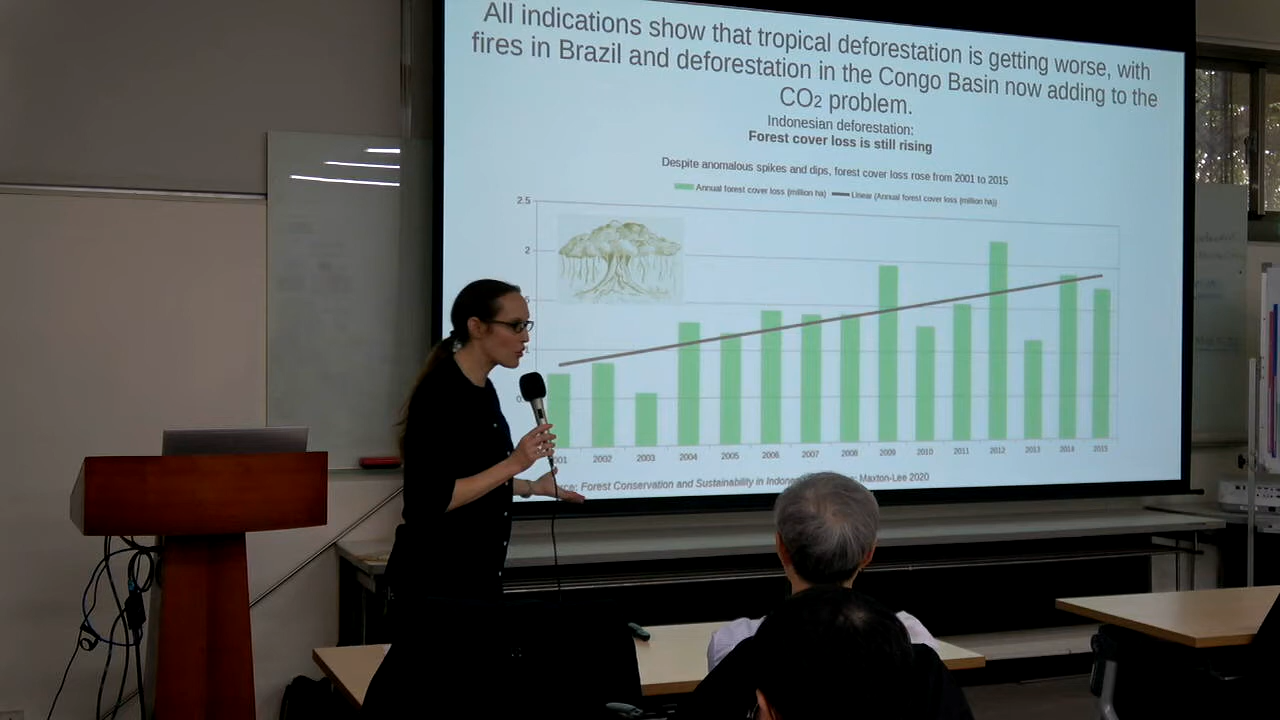 All indications show that tropical deforestation is getting worse, with
fires in Brazil and deforestation in the Congo Basin now adding to the
CO2 problem.
Indonesian deforestation:
Forest cover loss is still rising
Despite anomalous spikes and dips, forest cover loss rose from 2001 to 2015
Annual forest cover loss (million ha) Linear (Annual forest cover loss (million ha))
2.5
2
2002 2003 2004 2005 2006 2007 2008 2009 2010 2011 2012 2013 2014 2015
Forest Conservation and Sustainability in Maxton-Lee 2020